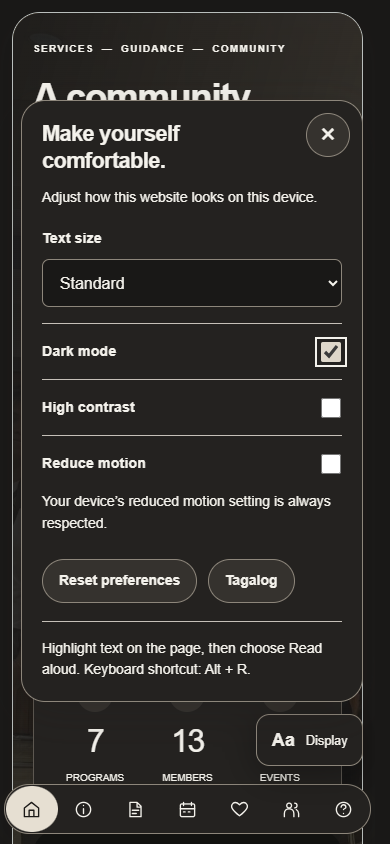 SERVICES — GUIDANCE — COMMUNITY
A community
Make yourself
comfortable.
Adjust how this website looks on this device.
Text size
Standard
Dark mode
High contrast
Reduce motion
Your device’s reduced motion setting is always
respected.
Reset preferences
Tagalog
Highlight text on the page, then choose Read
aloud. Keyboard shortcut: Alt + R.
7
13
Aa Display
PROGRAMS
MEMBERS
EVENTS